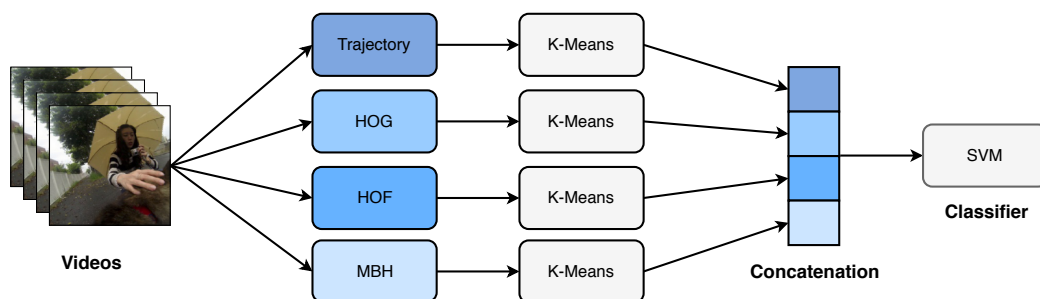 Videos
Trajectory
K-Means
HOG
K-Means
HOF
K-Means
MBH
K-Means
Concatenation
SVM
Classifier